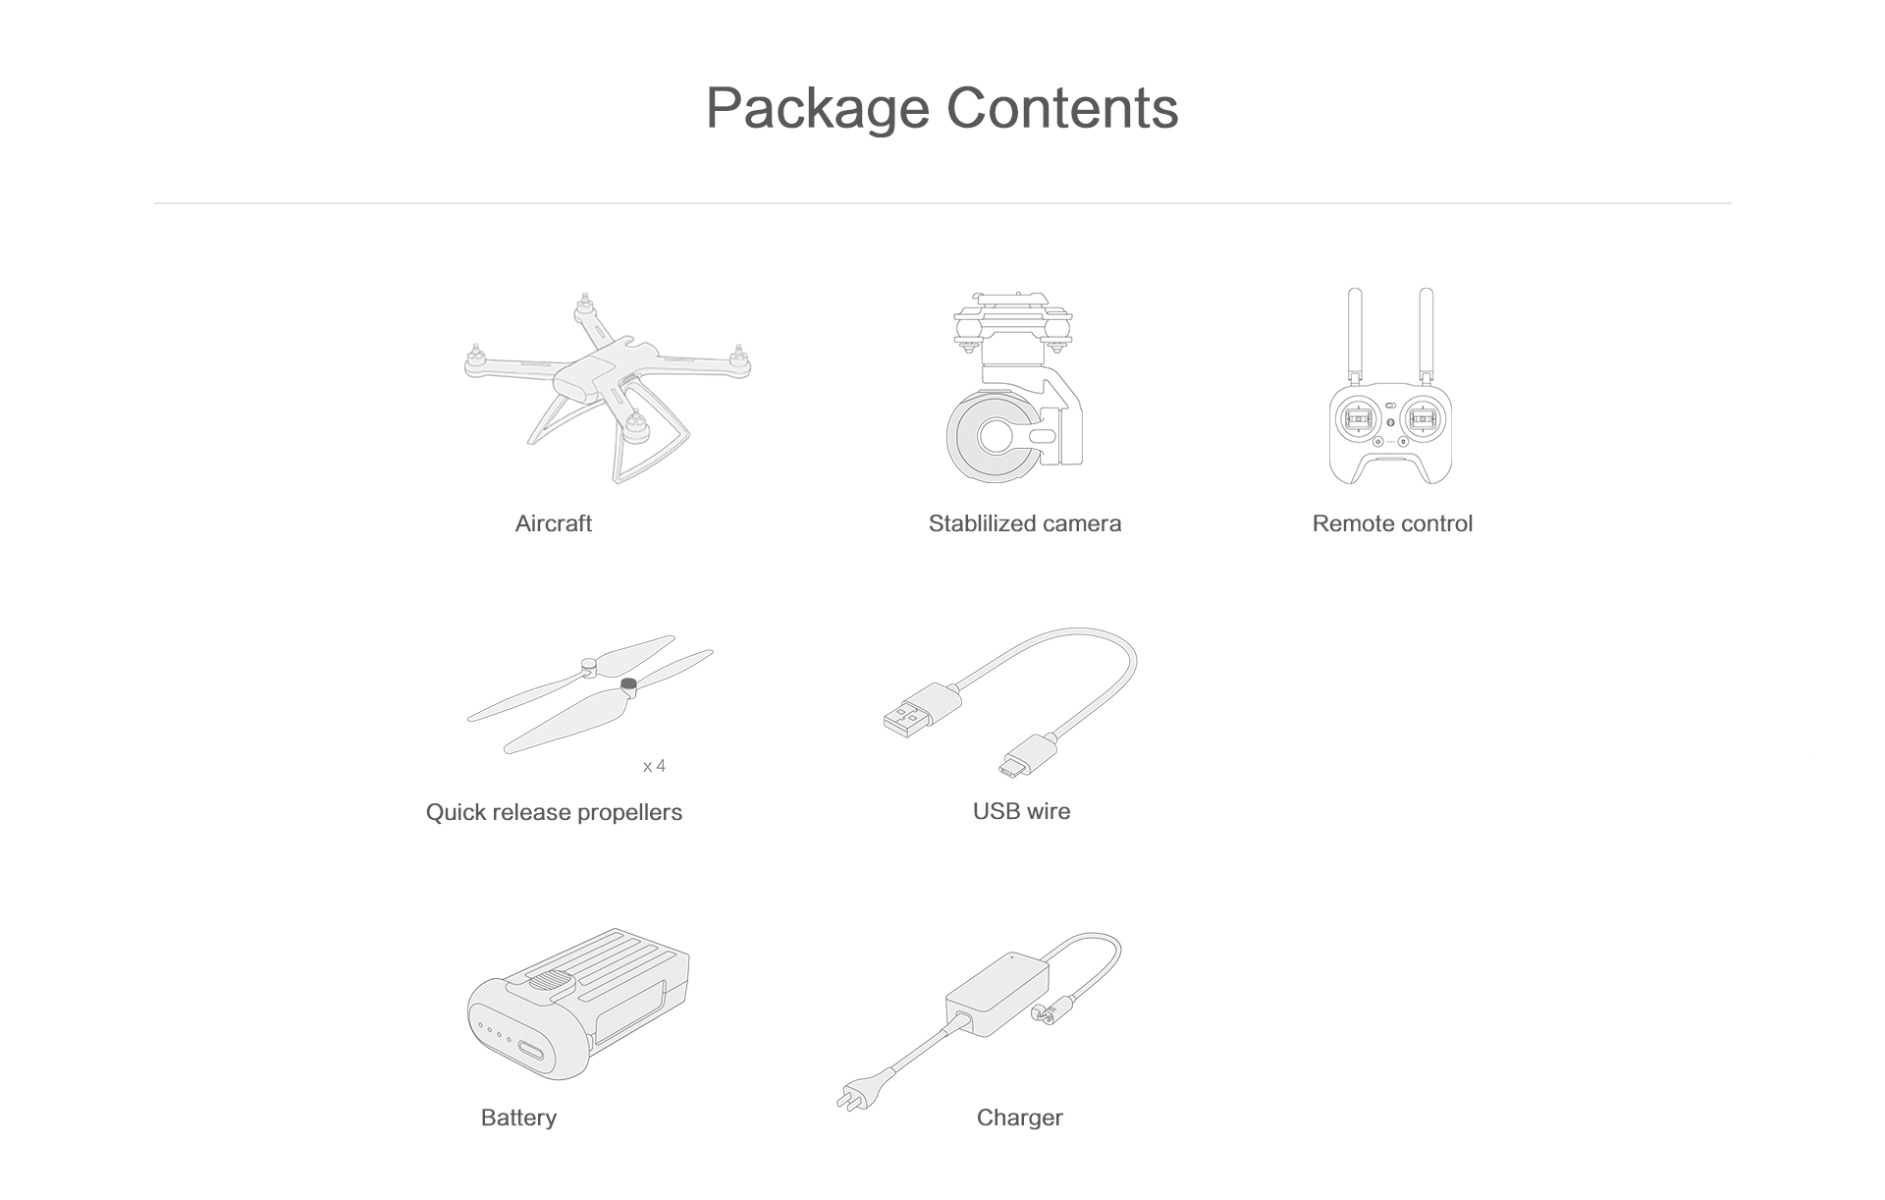 Package Contents
Aircraft
Stablilized camera
Remote control
x 4
Quick release propellers
USB wire
Battery
Charger